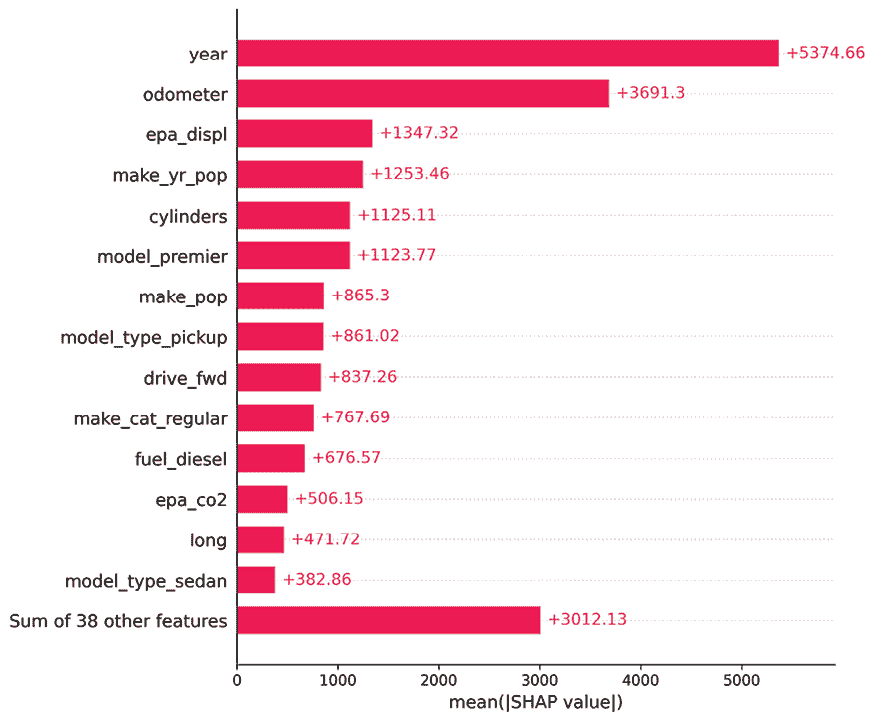 year +5374.66
odometer +3691.3
epa_displ +1347.32
make_yr_pop +1253.46
cylinders +1125.11
model_premier +1123.77
make_pop +865.3
model_type_pickup +861.02
drive_fwd +837.26
make_cat_regular +767.69
fuel_diesel +676.57
epa_co2 +506.15
long +471.72
model_type_sedan +382.86
Sum of 38 other features +3012.13
0 1000 2000 3000 4000 5000
mean(|SHAP value|)